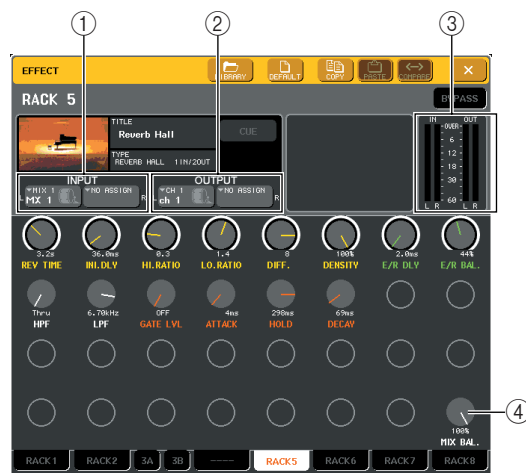 ① ② ③
EFFECT LIBRARY DEFAULT COPY PASTE COMPARE ×
RACK 5 BYPASS
TITLE
Reverb Hall
CUE
TYPE
REVERB HALL 1IN/2OUT
IN OUT
OVER
6
12
18
30
60
L R L R
INPUT OUTPUT
MIX 1 NO ASSIGN CH 1 NO ASSIGN
L MX 1 R L ch 1 R
3.2s 36.0ms 0.3 1.4 8 100% 2.0ms 44%
REV TIME INI.DLY HI.RATIO LO.RATIO DIFF. DENSITY E/R DLY E/R BAL.
Thru 6.70kHz OFF 4ms 298ms 69ms
HPF LPF GATE LVL ATTACK HOLD DECAY
④
100%
MIX BAL.
RACK1 RACK2 3A 3B ---- RACK5 RACK6 RACK7 RACK8